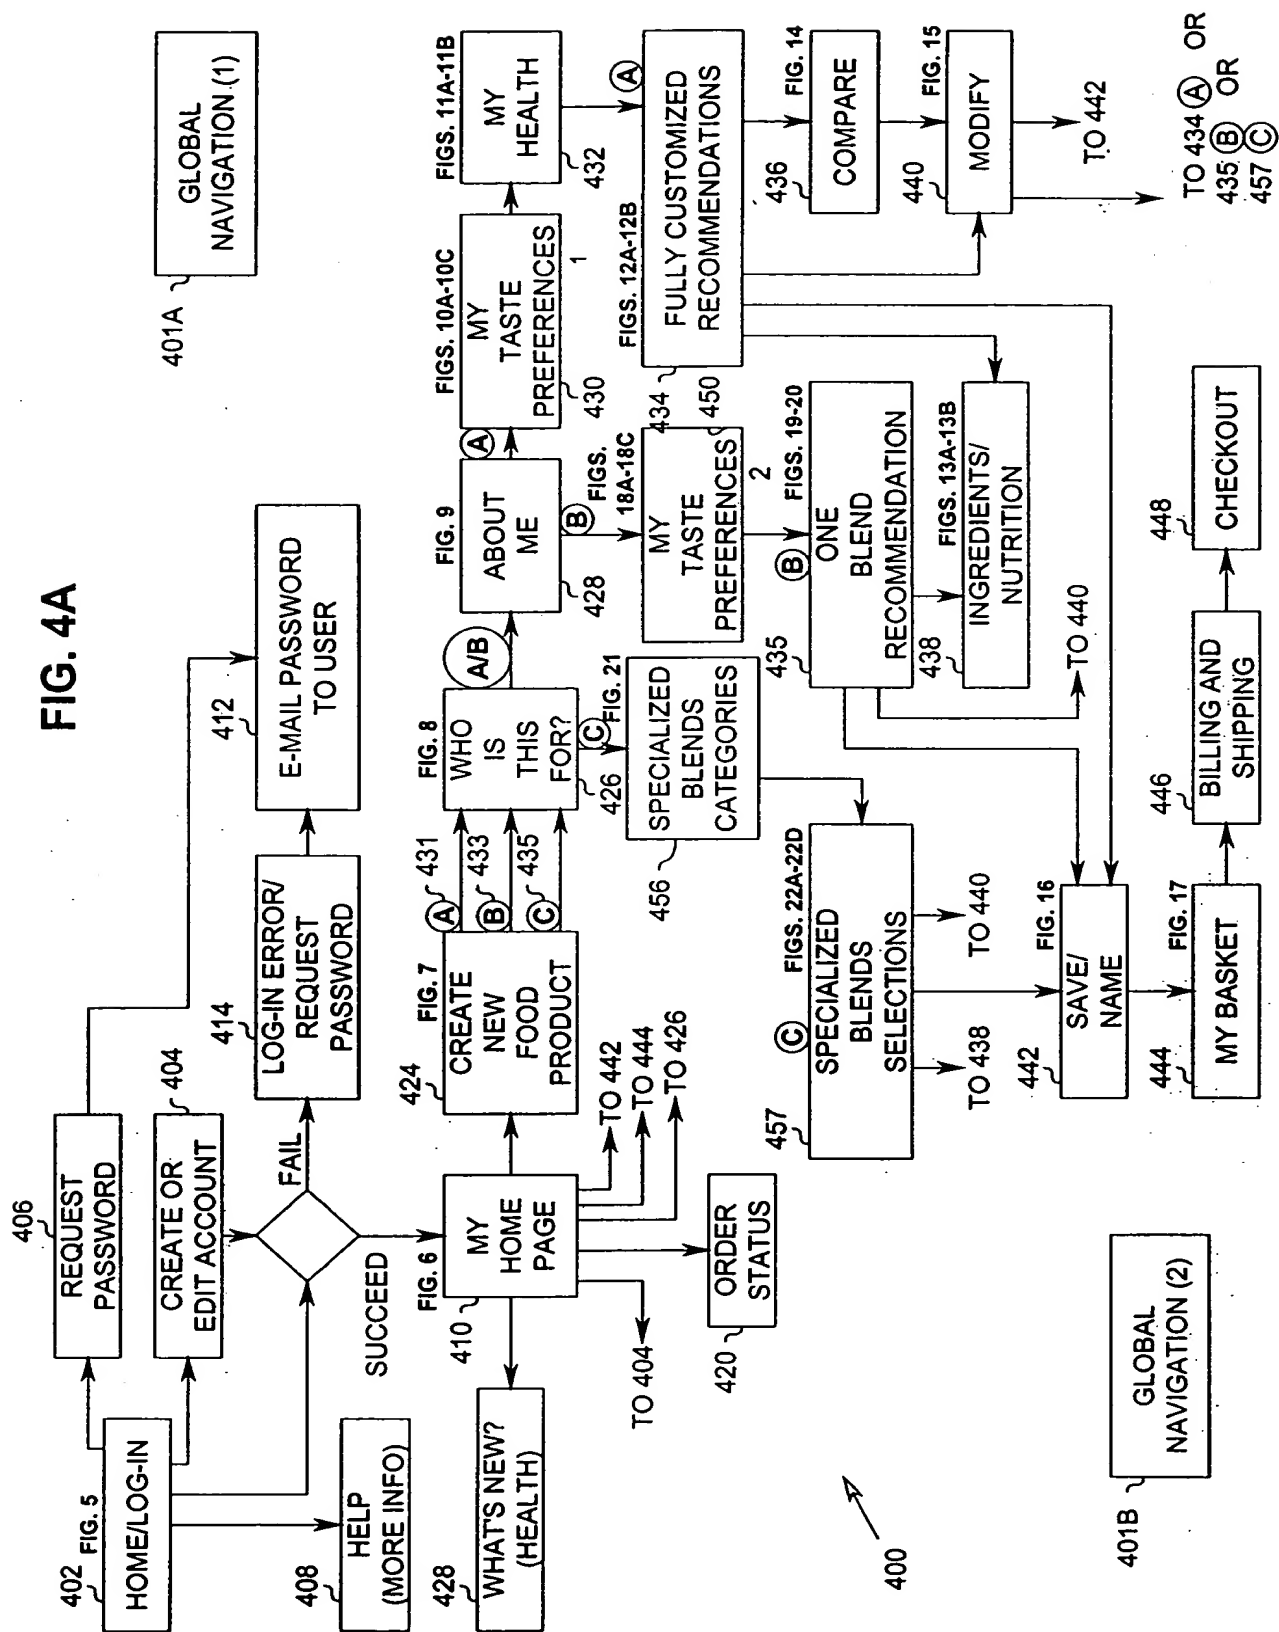 FIG. 4A
406
REQUEST
PASSWORD
402
FIG. 5
HOME/LOG-IN
404
CREATE OR
EDIT ACCOUNT
408
HELP
(MORE INFO)
FAIL
SUCCEED
414
LOG-IN ERROR/
REQUEST
PASSWORD
412
E-MAIL PASSWORD
TO USER
401A
GLOBAL
NAVIGATION (1)
428
WHAT'S NEW?
(HEALTH)
410
FIG. 6
MY
HOME
PAGE
TO 404
420
ORDER
STATUS
TO 442
TO 444
TO 426
424
FIG. 7
CREATE
NEW
FOOD
PRODUCT
A
431
B
433
C
435
FIG. 8
WHO
IS
THIS
FOR?
426
A/B
C
FIG. 21
SPECIALIZED
BLENDS
CATEGORIES
456
FIG. 9
ABOUT
ME
428
A
B
FIGS. 10A-10C
MY
TASTE
PREFERENCES
1
430
FIGS. 11A-11B
MY
HEALTH
432
FIGS.
18A-18C
MY
TASTE
PREFERENCES
2
450
FIGS. 12A-12B
A
FULLY CUSTOMIZED
RECOMMENDATIONS
434
B
FIGS. 19-20
ONE
BLEND
RECOMMENDATION
435
FIG. 14
COMPARE
436
FIGS. 13A-13B
INGREDIENTS/
NUTRITION
438
FIG. 15
MODIFY
440
TO 440
TO 442
TO 434 A OR
435 B OR
457 C
457
C
FIGS. 22A-22D
SPECIALIZED
BLENDS
SELECTIONS
TO 438
TO 440
442
FIG. 16
SAVE/
NAME
444
FIG. 17
MY BASKET
446
BILLING AND
SHIPPING
448
CHECKOUT
400
401B
GLOBAL
NAVIGATION (2)